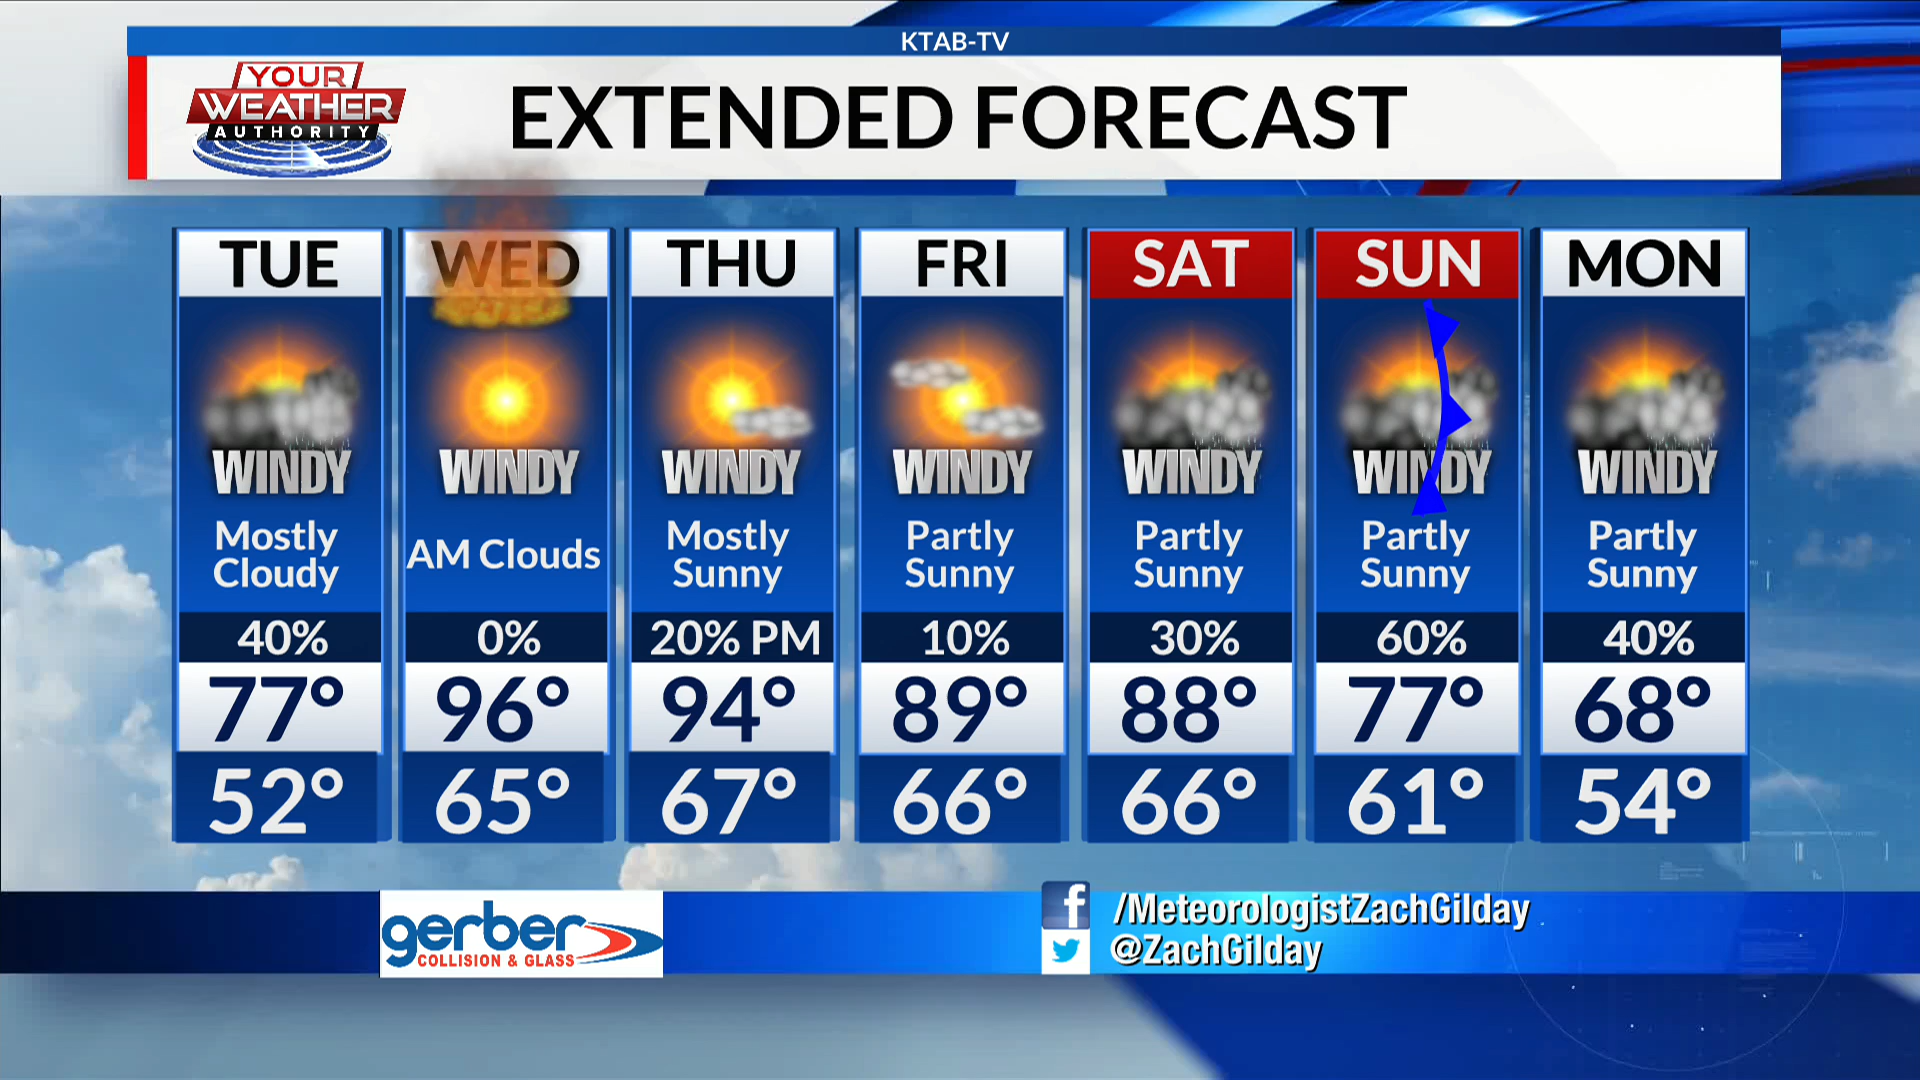 KTAB-TV
YOUR
WEATHER
AUTHORITY
EXTENDED FORECAST
TUE
WED
THU
FRI
SAT
SUN
MON
WINDY
WINDY
WINDY
WINDY
WINDY
WINDY
WINDY
Mostly
Cloudy
AM Clouds
Mostly
Sunny
Partly
Sunny
Partly
Sunny
Partly
Sunny
Partly
Sunny
40%
0%
20% PM
10%
30%
60%
40%
77°
96°
94°
89°
88°
77°
68°
52°
65°
67°
66°
66°
61°
54°
gerber
COLLISION & GLASS
f
/MeteorologistZachGilday
@ZachGilday